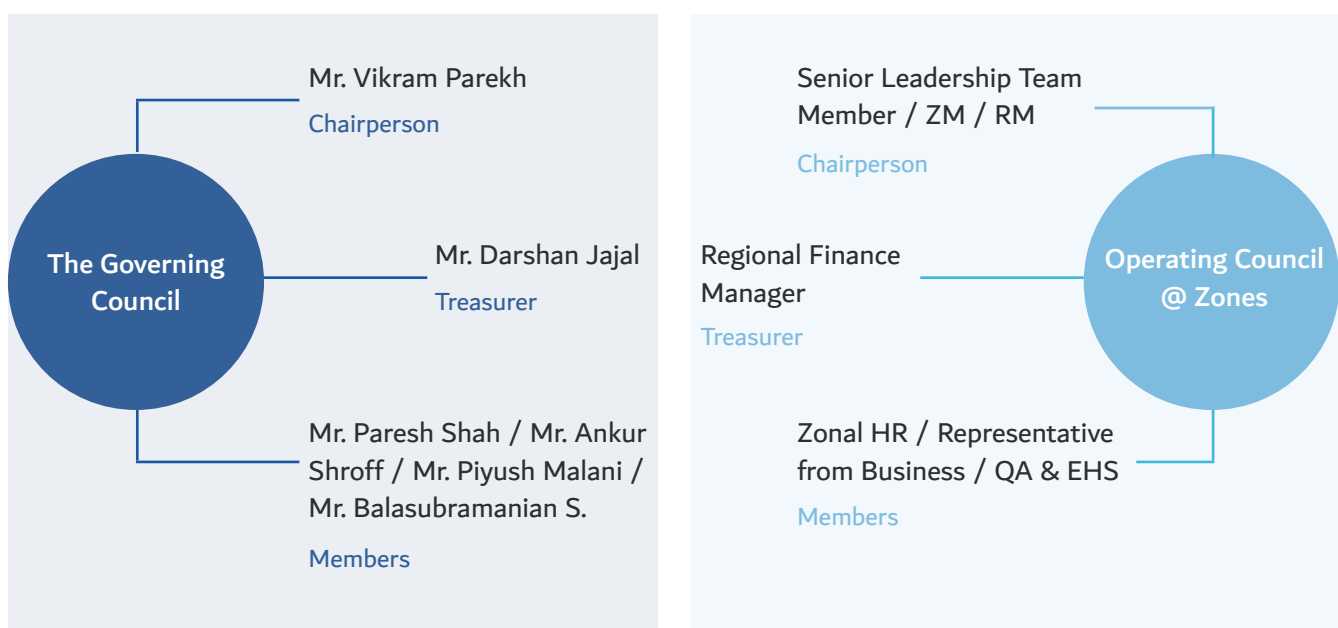 The Governing
Council
Mr. Vikram Parekh
Chairperson
Mr. Darshan Jajal
Treasurer
Mr. Paresh Shah / Mr. Ankur
Shroff / Mr. Piyush Malani /
Mr. Balasubramanian S.
Members
Operating Council
@ Zones
Senior Leadership Team
Member / ZM / RM
Chairperson
Regional Finance
Manager
Treasurer
Zonal HR / Representative
from Business / QA & EHS
Members